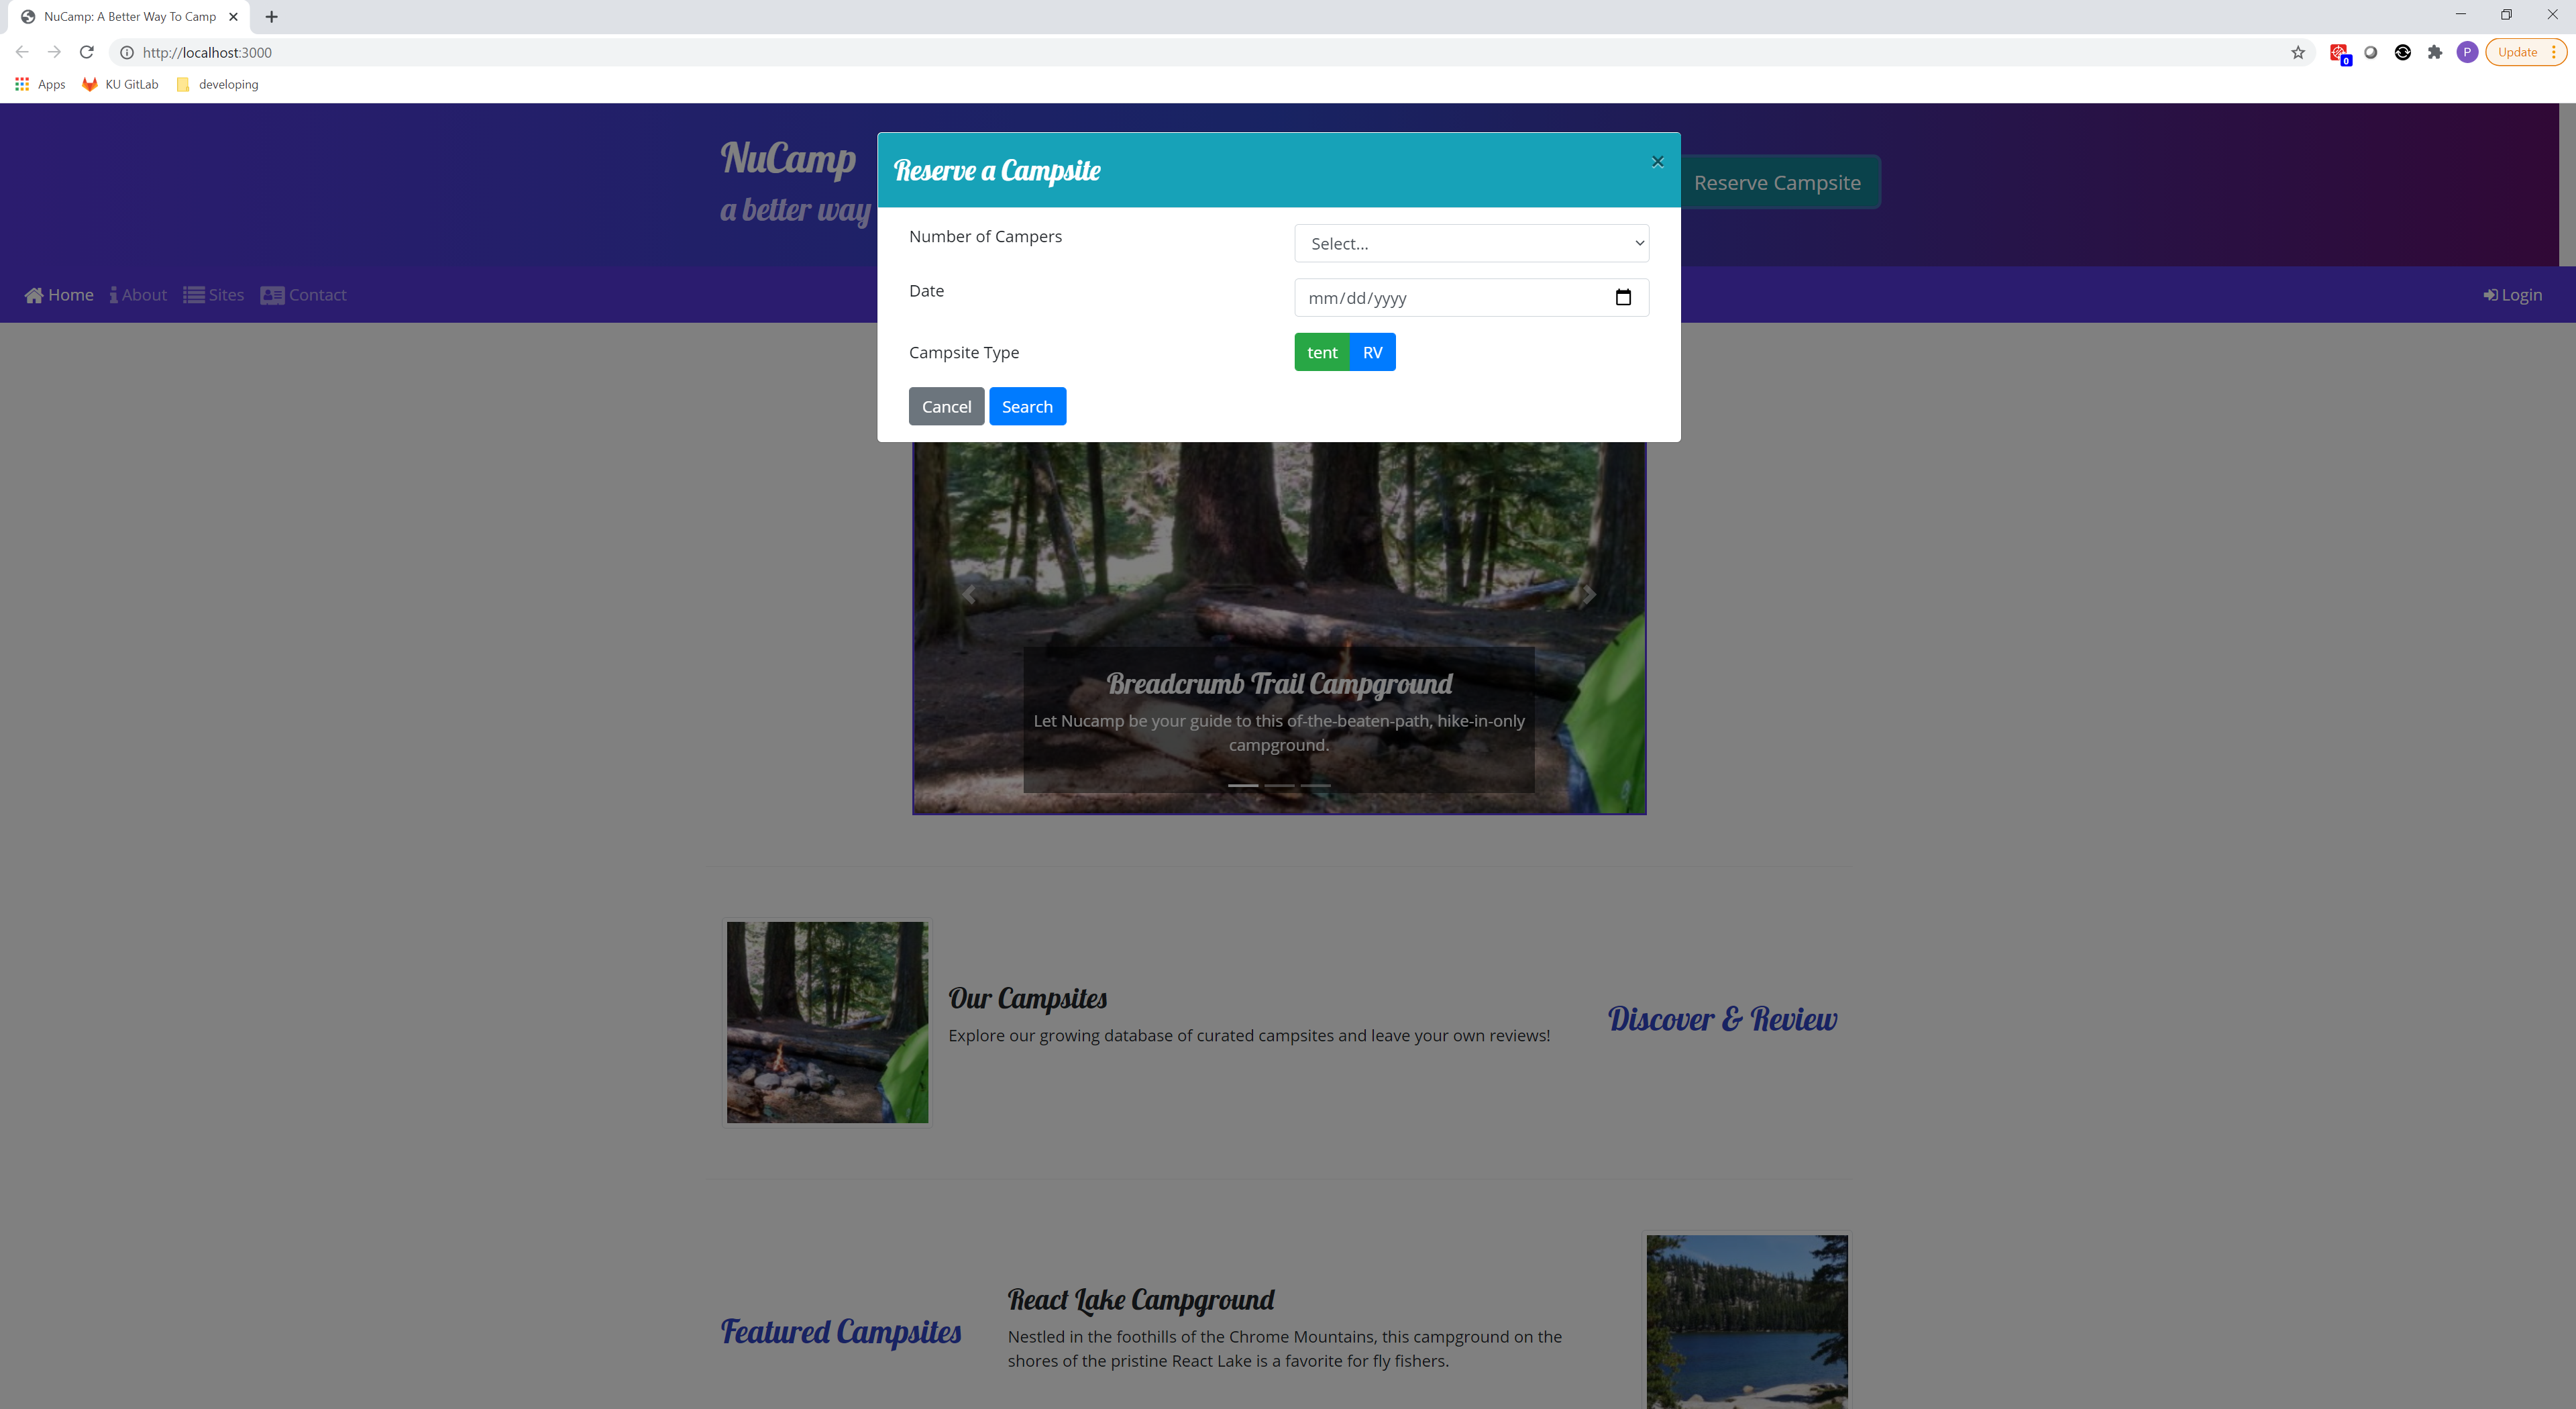 NuCamp: A Better Way To Camp
http://localhost:3000
0
P
Update
Apps
KU GitLab
developing
NuCamp
a better way
Reserve Campsite
Reserve a Campsite
×
Number of Campers
Select...
Date
mm/dd/yyyy
Campsite Type
tent
RV
Cancel
Search
Home
About
Sites
Contact
Login
Breadcrumb Trail Campground
Let Nucamp be your guide to this of-the-beaten-path, hike-in-only
campground.
Our Campsites
Explore our growing database of curated campsites and leave your own reviews!
Discover & Review
Featured Campsites
React Lake Campground
Nestled in the foothills of the Chrome Mountains, this campground on the
shores of the pristine React Lake is a favorite for fly fishers.